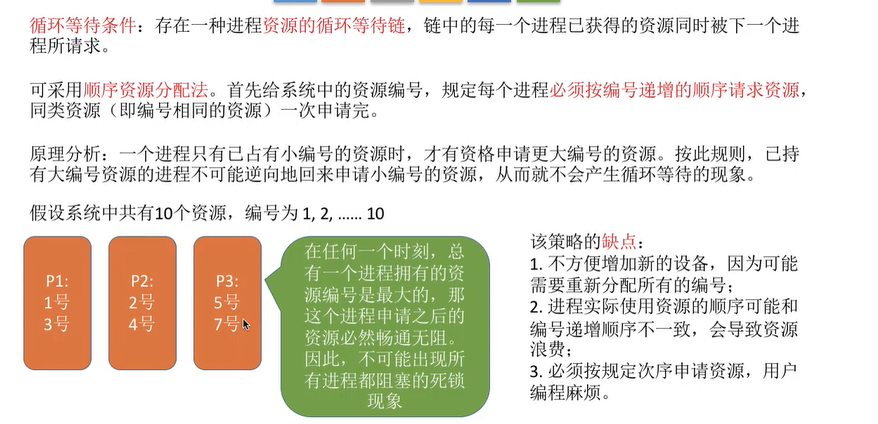 循环等待条件：存在一种进程资源的循环等待链，链中的每一个进程已获得的资源同时被下一个进
程所请求。
可采用顺序资源分配法。首先给系统中的资源编号，规定每个进程必须按编号递增的顺序请求资源，
同类资源（即编号相同的资源）一次申请完。
原理分析：一个进程只有已占有小编号的资源时，才有资格申请更大编号的资源。按此规则，已持
有大编号资源的进程不可能逆向地回来申请小编号的资源，从而就不会产生循环等待的现象。
假设系统中共有10个资源，编号为 1, 2, …… 10
P1:
1号
3号
P2:
2号
4号
P3:
5号
7号
在任何一个时刻，总
有一个进程拥有的资
源编号是最大的，那
这个进程申请之后的
资源必然畅通无阻。
因此，不可能出现所
有进程都阻塞的死锁
现象
该策略的缺点：
1. 不方便增加新的设备，因为可能
需要重新分配所有的编号；
2. 进程实际使用资源的顺序可能和
编号递增顺序不一致，会导致资源
浪费；
3. 必须按规定次序申请资源，用户
编程麻烦。